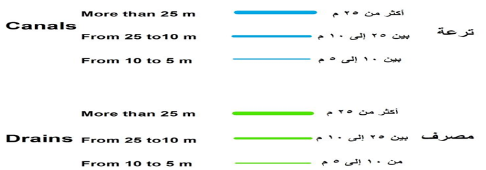 More than 25 m أكثر من ٢٥ م
Canals From 25 to10 m بين ٢٥ إلى ١٠ م ترعة
From 10 to 5 m بين ١٠ إلى ٥ م
More than 25 m أكثر من ٢٥ م
Drains From 25 to10 m بين ٢٥ إلى ١٠ م مصرف
From 10 to 5 m من ١٠ إلى ٥ م